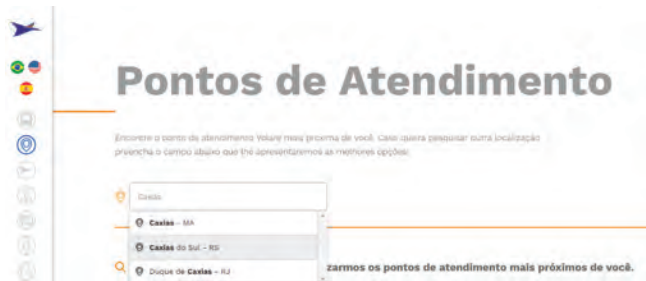 Pontos de Atendimento
Encontre o ponto de atendimento Volare mais próxima de você. Caso queira pesquisar outra localização
preencha o campo abaixo que lhe apresentaremos as melhores opções:
Caxias
Caxias - MA
Caxias do Sul - RS
Duque de Caxias - RJ
zarmos os pontos de atendimento mais próximos de você.